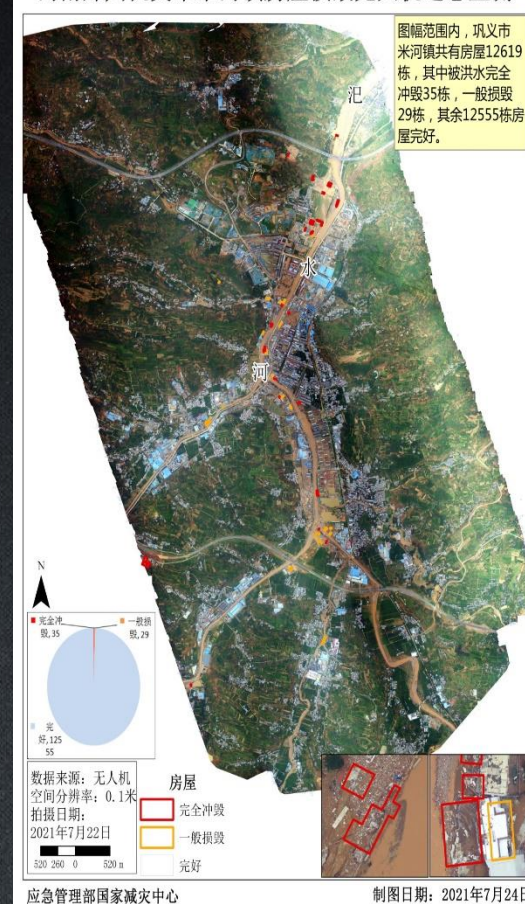 图幅范围内，巩义市
米河镇共有房屋12619
栋，其中被洪水完全
冲毁35栋，一般损毁
29栋，其余12555栋房
屋完好。
汜
水
河
N
完全冲
毁,35
一般损
毁,29
完
好,125
55
数据来源：无人机
空间分辨率：0.1米
拍摄日期：
2021年7月22日
520 260 0 520 m
房屋
完全冲毁
一般损毁
完好
应急管理部国家减灾中心
制图日期：2021年7月24日